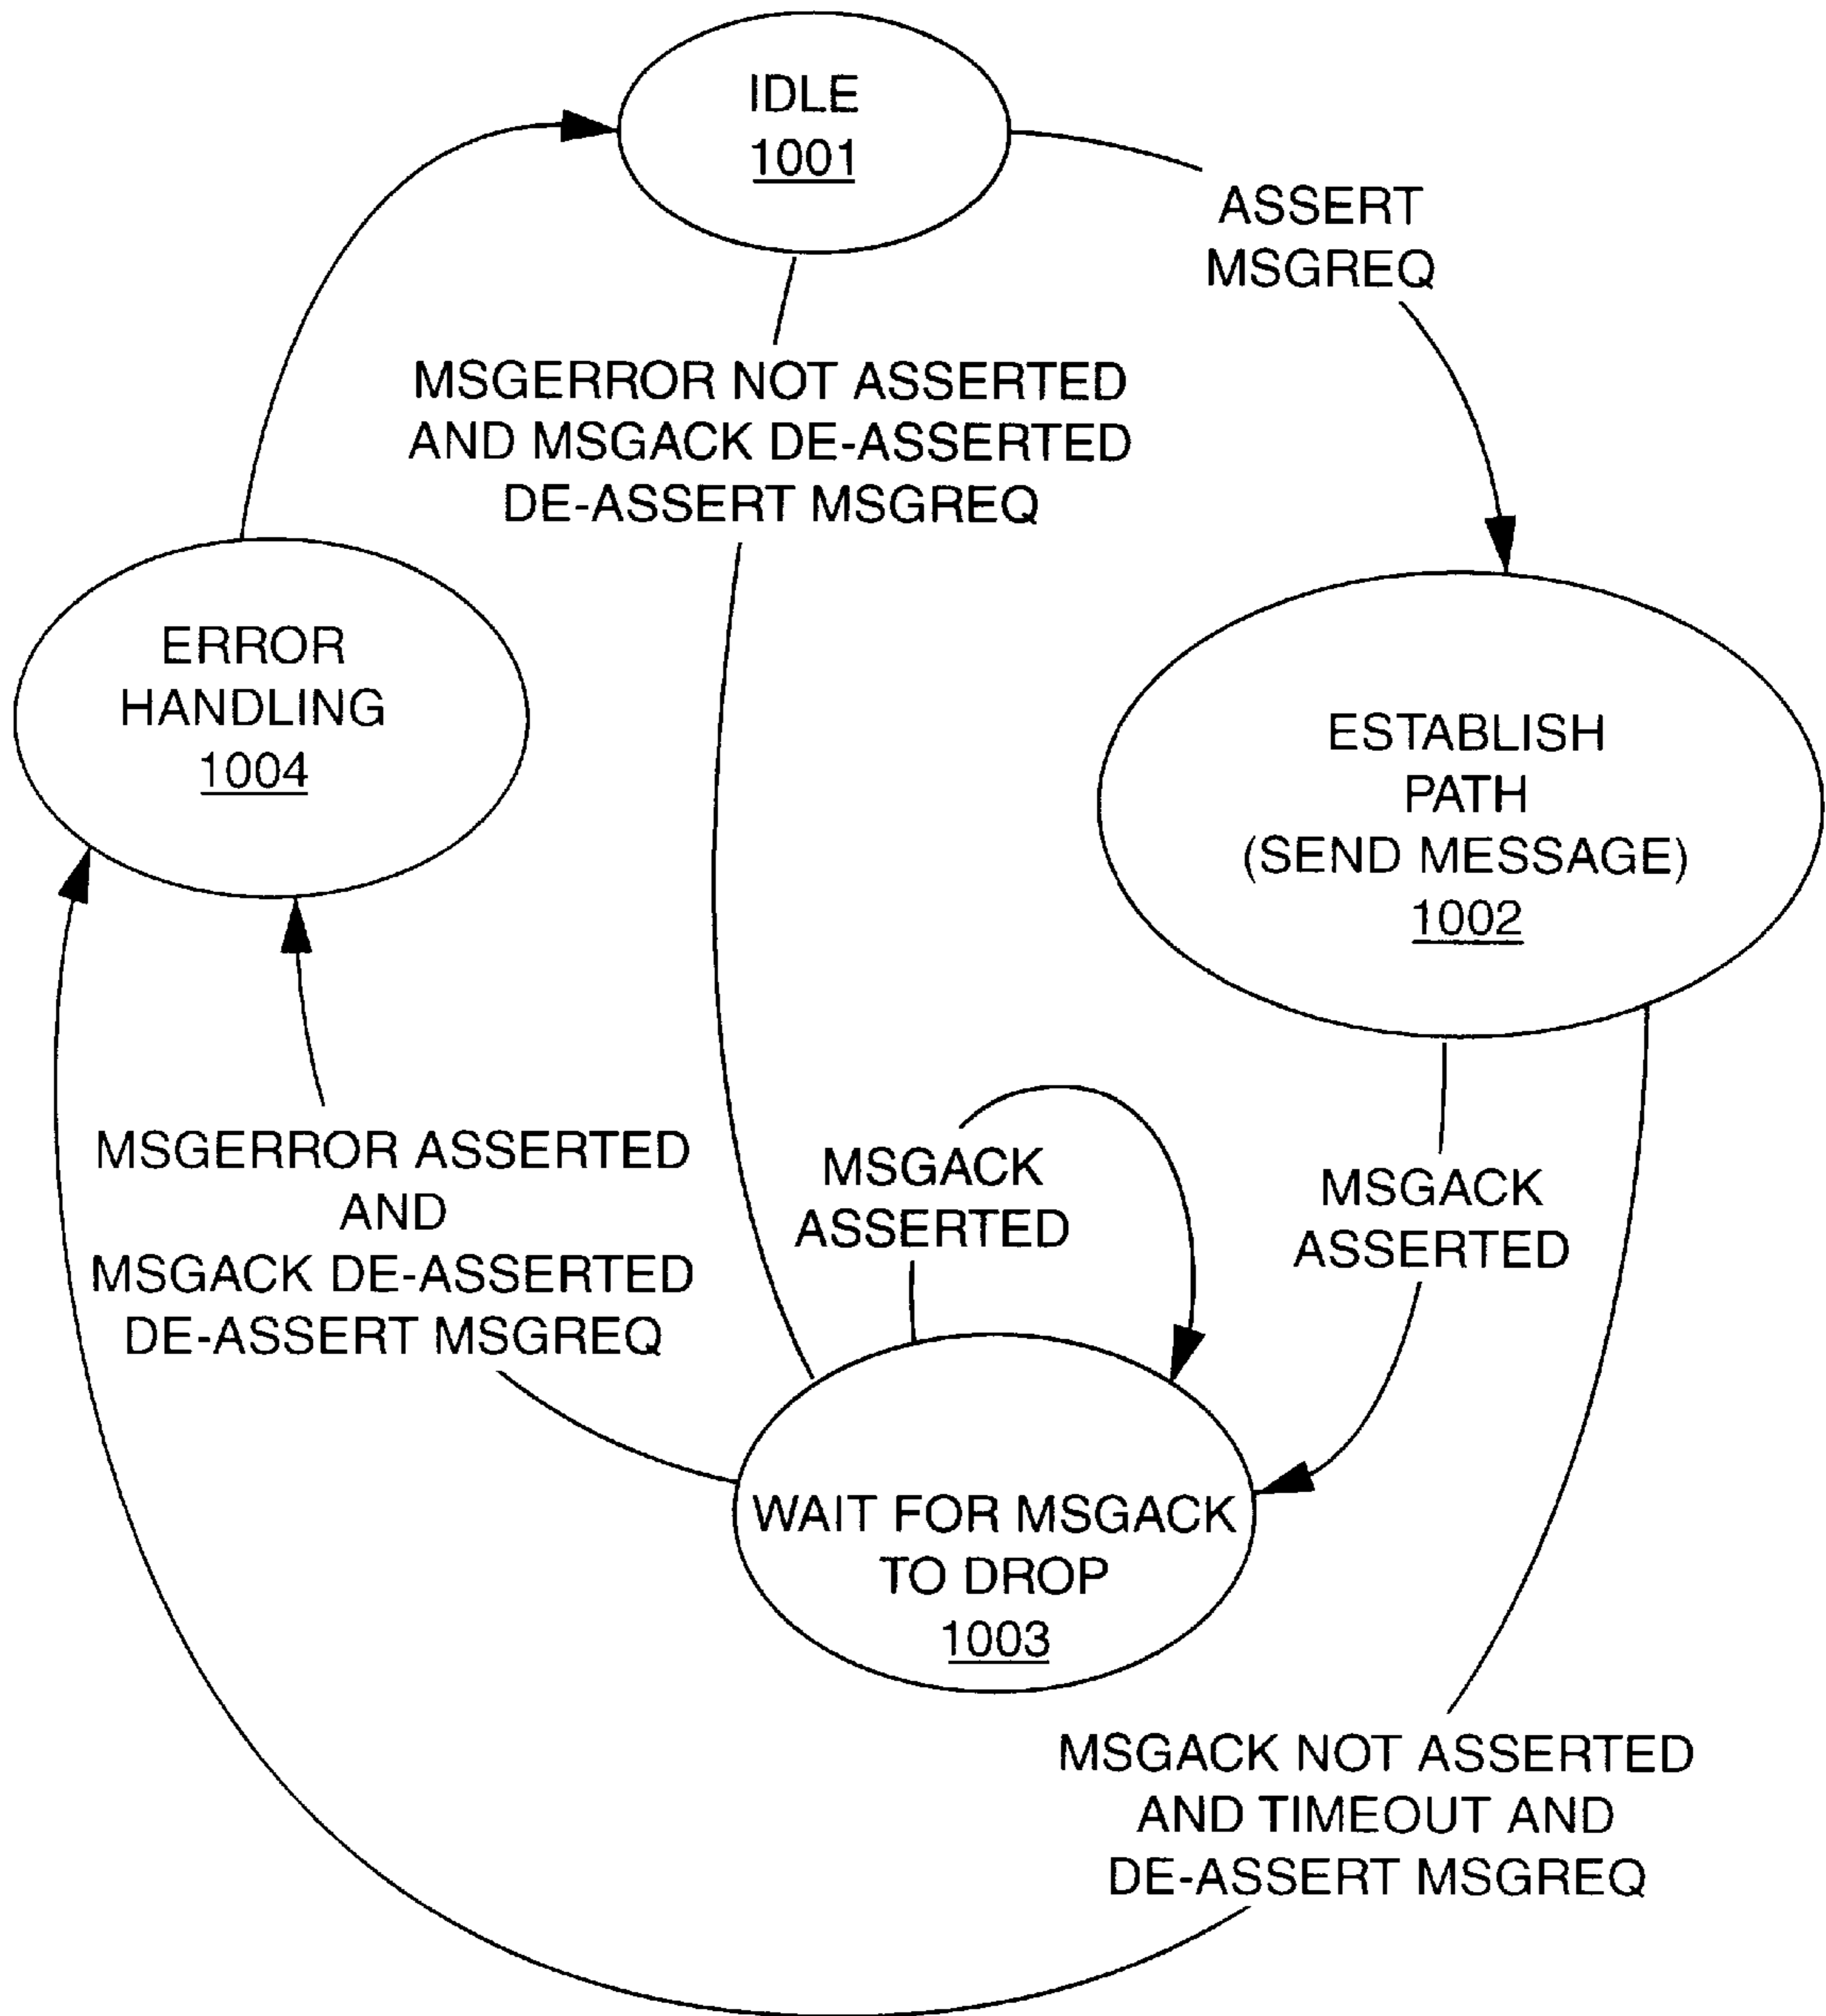 IDLE
1001
ASSERT
MSGREQ
MSGERROR NOT ASSERTED
AND MSGACK DE-ASSERTED
DE-ASSERT MSGREQ
ERROR
HANDLING
1004
ESTABLISH
PATH
(SEND MESSAGE)
1002
MSGERROR ASSERTED
AND
MSGACK DE-ASSERTED
DE-ASSERT MSGREQ
MSGACK
ASSERTED
MSGACK
ASSERTED
WAIT FOR MSGACK
TO DROP
1003
MSGACK NOT ASSERTED
AND TIMEOUT AND
DE-ASSERT MSGREQ